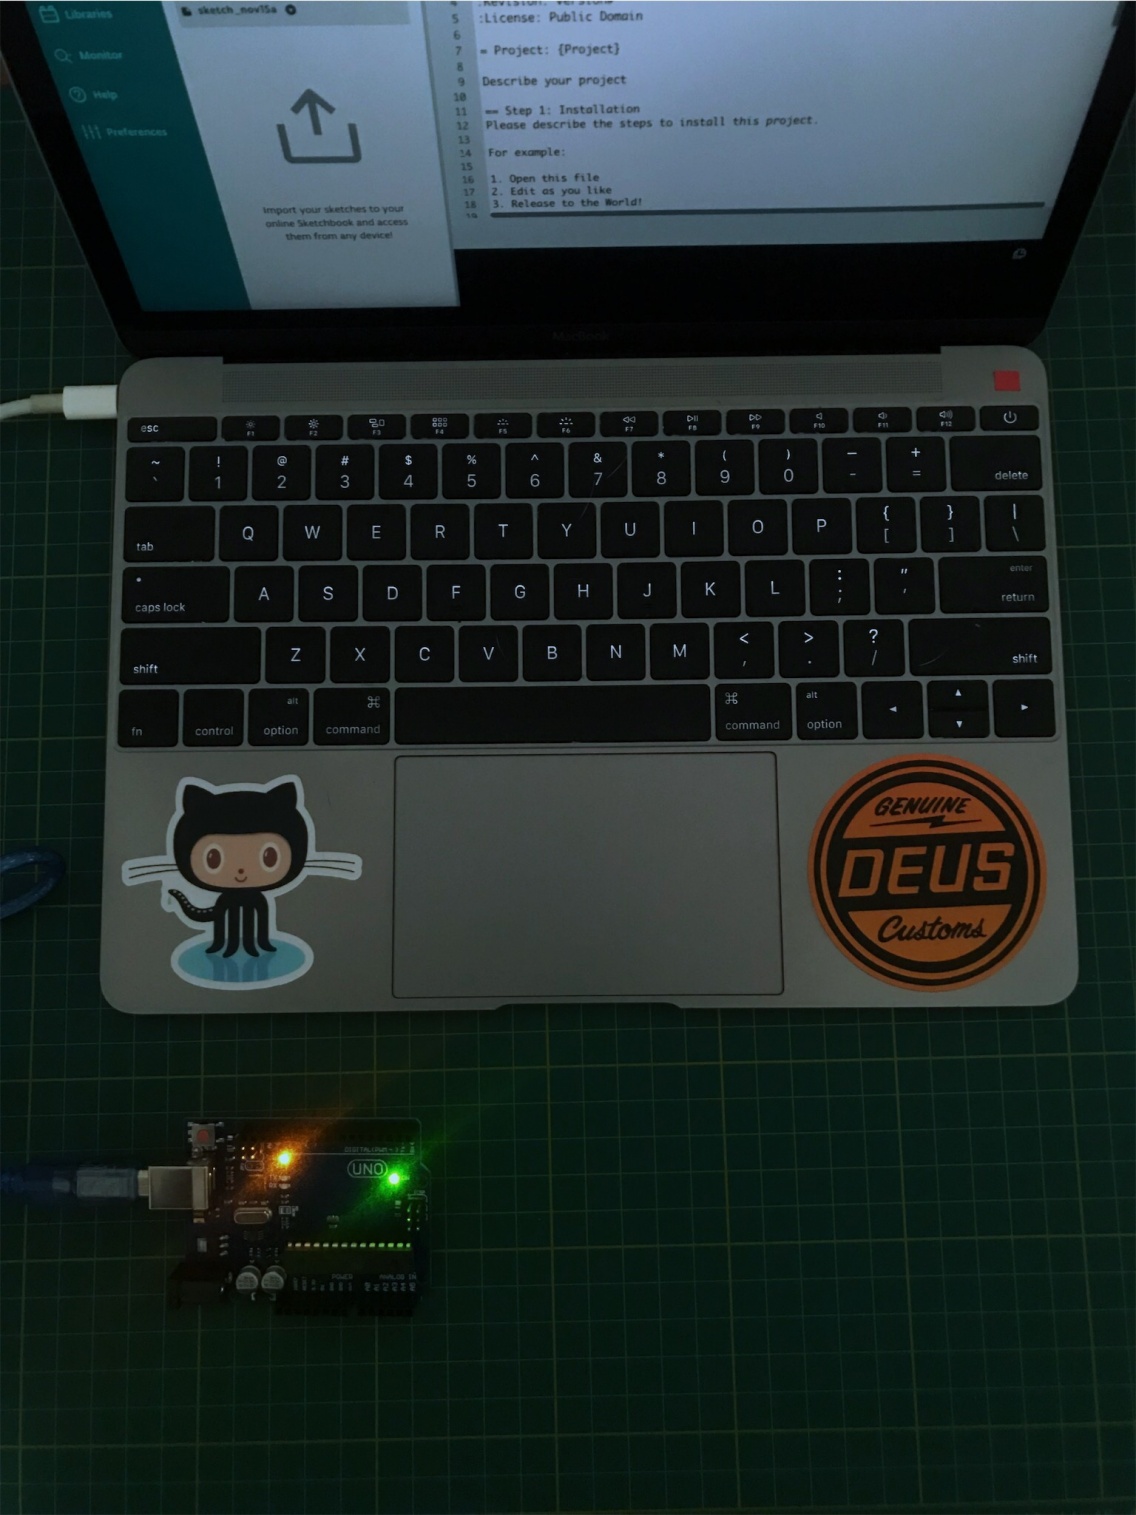 Libraries
Monitor
Help
Preferences
sketch_nov15a
Import your sketches to your
online Sketchbook and access
them from any device!
5 :License: Public Domain
6
7 = Project: {Project}
8
9 Describe your project
10
11 == Step 1: Installation
12 Please describe the steps to install this project.
13
14 For example:
15
16 1. Open this file
17 2. Edit as you like
18 3. Release to the World!
19
MacBook
esc F1 F2 F3 F4 F5 F6 F7 F8 F9 F10 F11 F12
~ ! @ # $ % ^ & * ( ) — +
` 1 2 3 4 5 6 7 8 9 0 - = delete
tab Q W E R T Y U I O P { [ } ] | \
caps lock A S D F G H J K L : ; " ' enter return
shift Z X C V B N M < , > . ? / shift
fn control alt option ⌘ command ⌘ command alt option ◂ ▴ ▾ ▸
GENUINE
DEUS
Customs
UNO
POWER
ANALOG IN